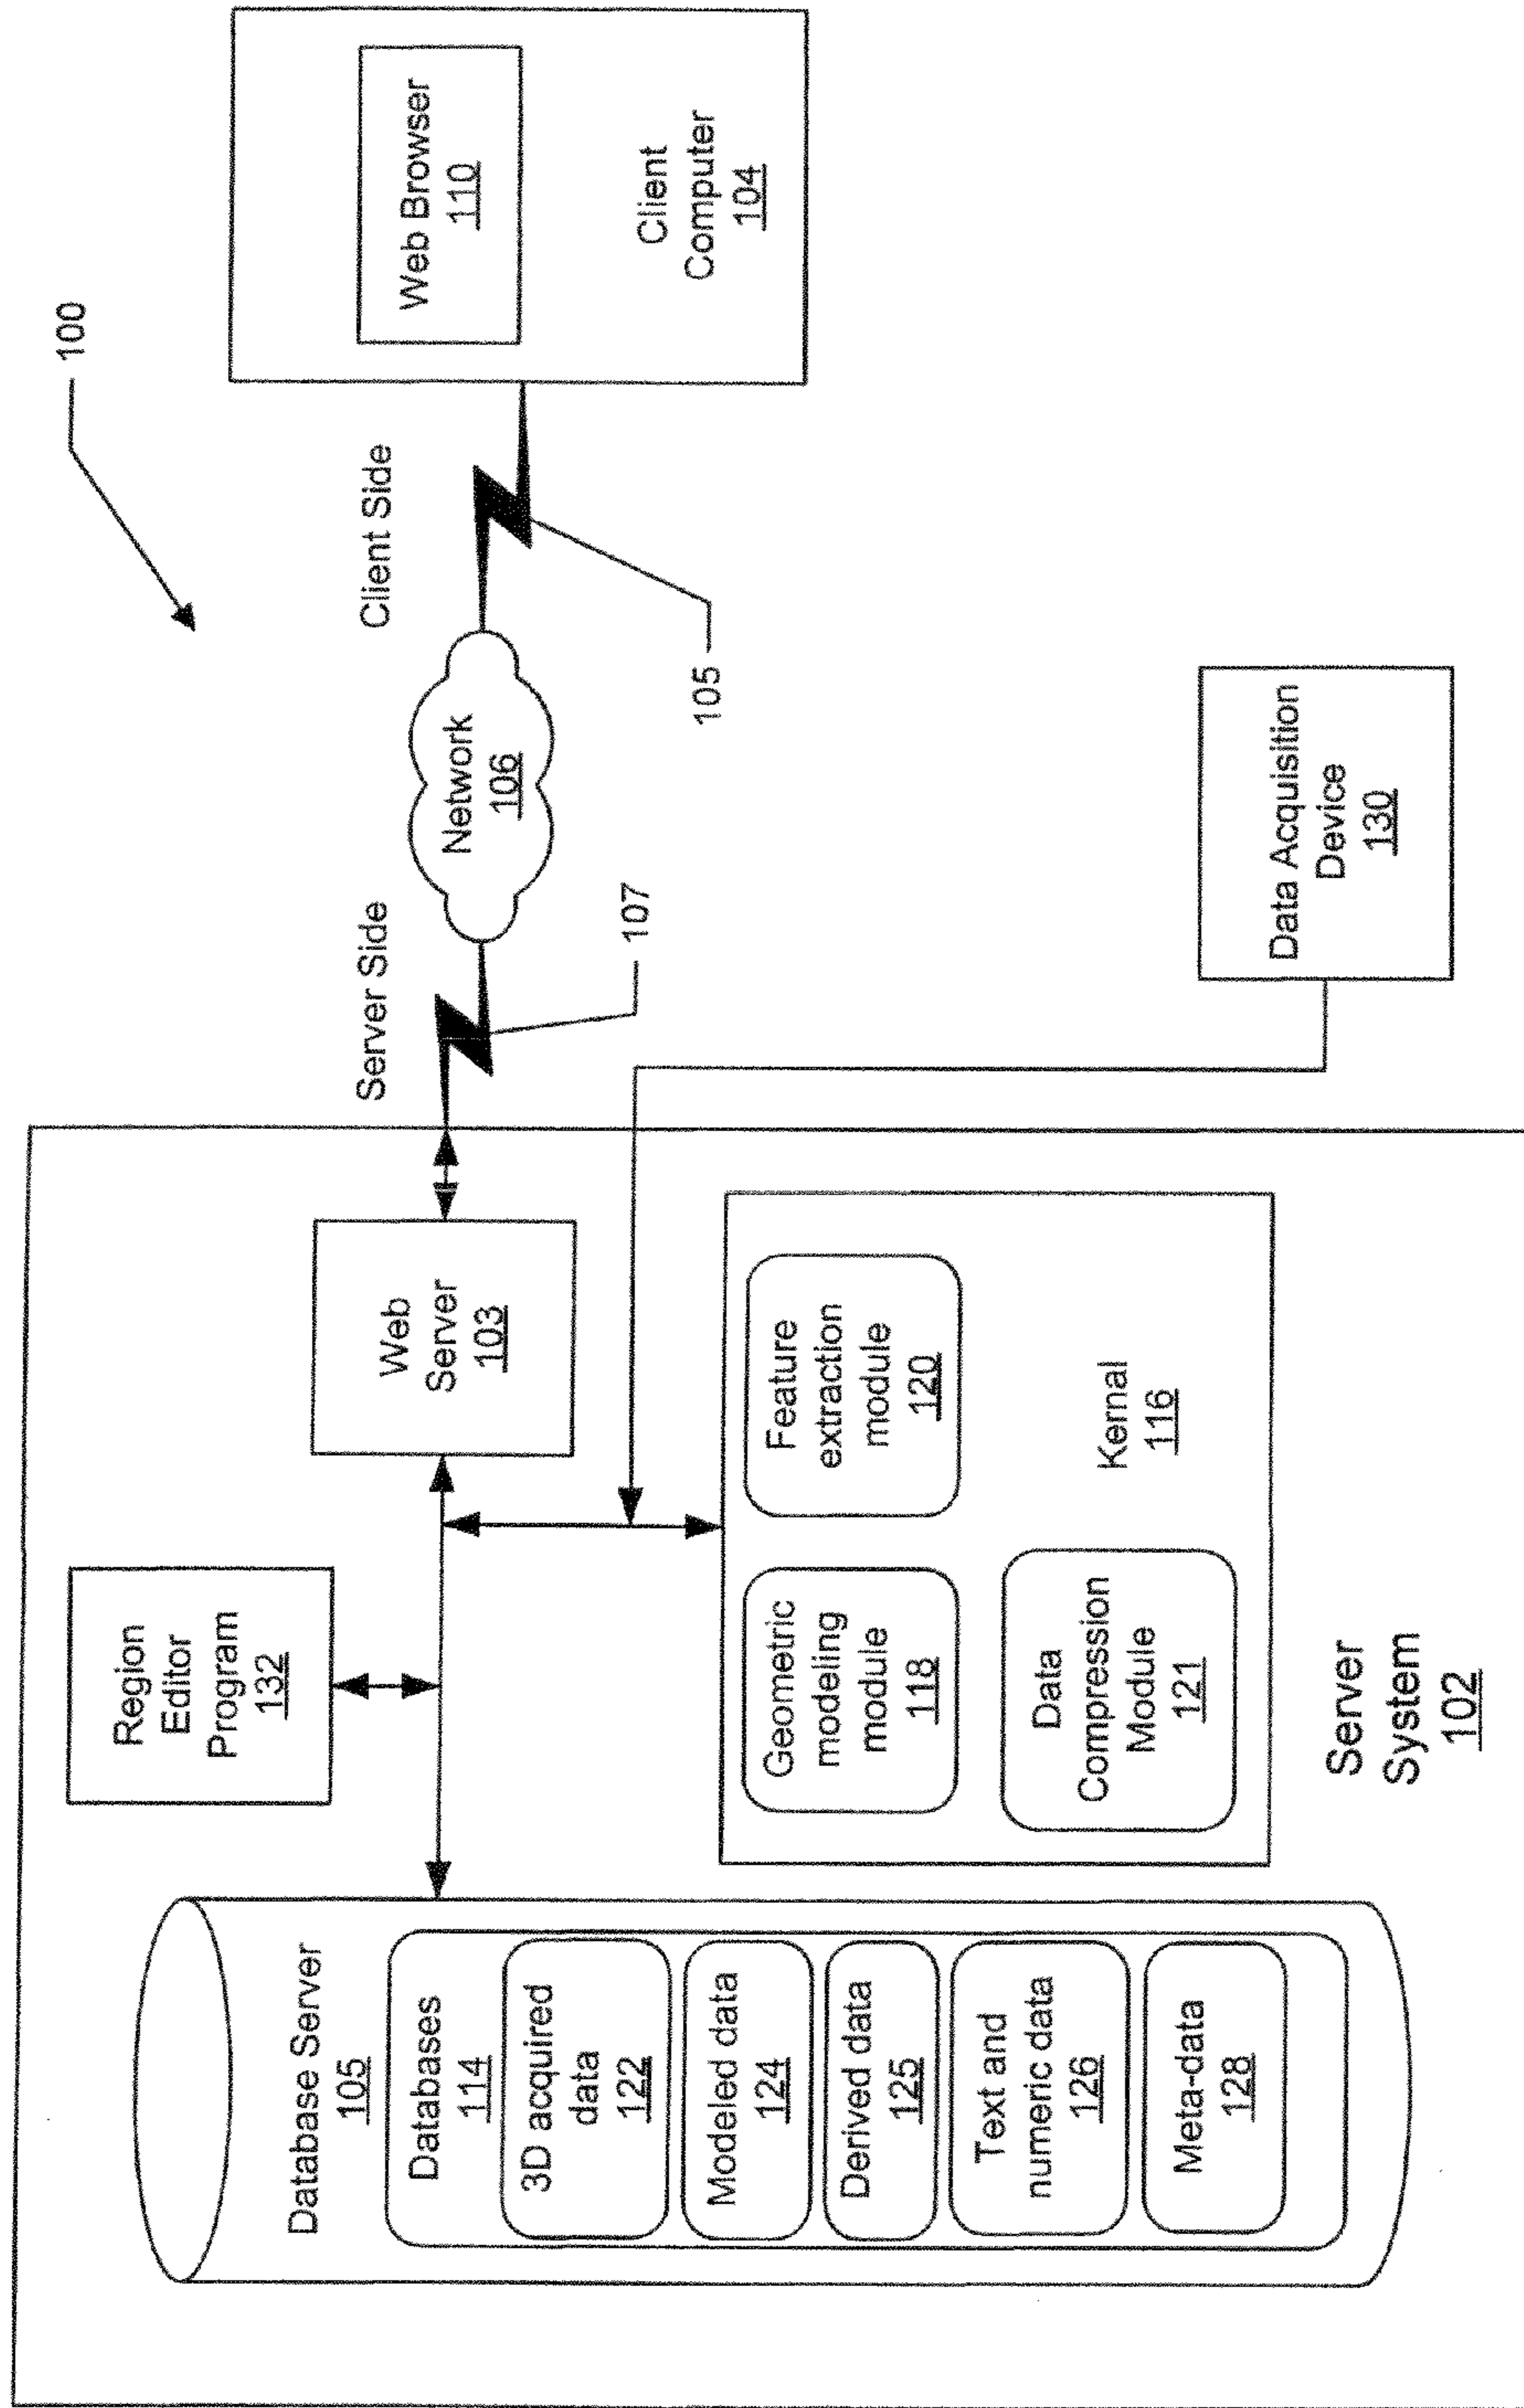 100
Server Side
Client Side
Web Browser
110
Client
Computer
104
Network
106
105
107
Data Acquisition
Device
130
Region
Editor
Program
132
Web
Server
103
Database Server
105
Databases
114
3D acquired
data
122
Modeled data
124
Derived data
125
Text and
numeric data
126
Meta-data
128
Geometric
modeling
module
118
Feature
extraction
module
120
Data
Compression
Module
121
Kernal
116
Server
System
102